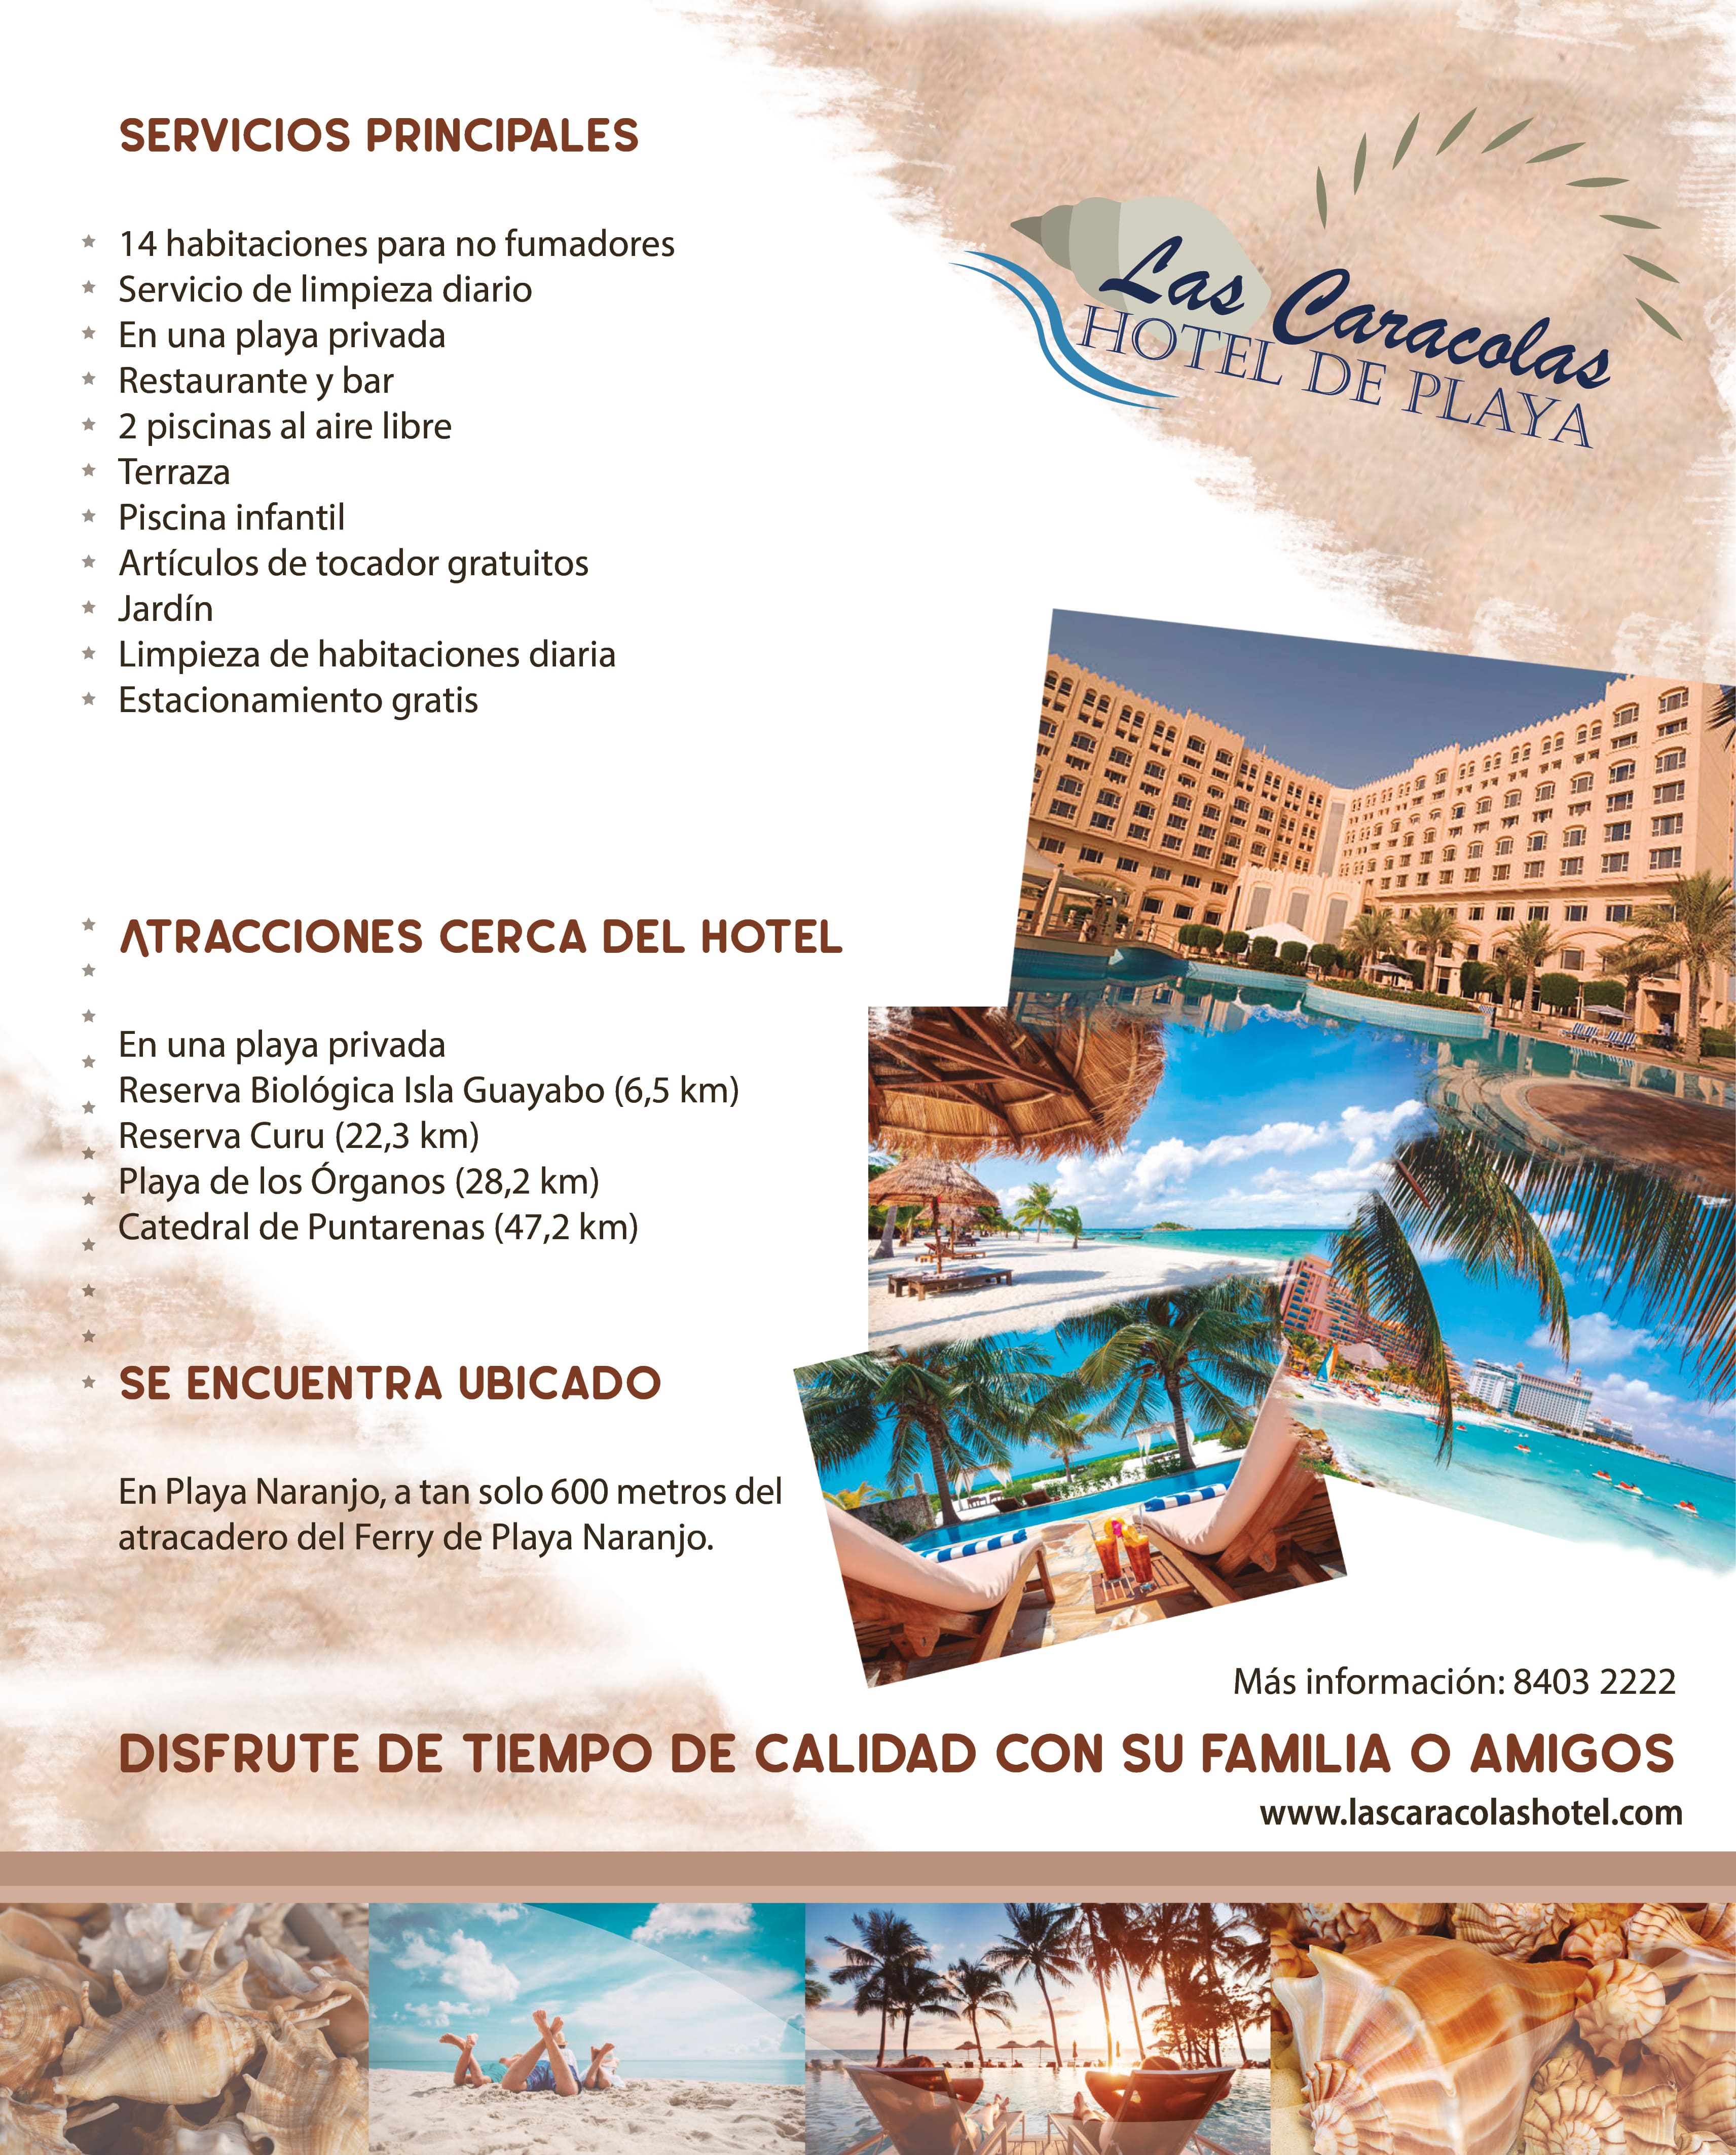 SERVICIOS PRINCIPALES
14 habitaciones para no fumadores
Servicio de limpieza diario
En una playa privada
Restaurante y bar
2 piscinas al aire libre
Terraza
Piscina infantil
Artículos de tocador gratuitos
Jardín
Limpieza de habitaciones diaria
Estacionamiento gratis
Las Caracolas
HOTEL DE PLAYA
ATRACCIONES CERCA DEL HOTEL
En una playa privada
Reserva Biológica Isla Guayabo (6,5 km)
Reserva Curu (22,3 km)
Playa de los Órganos (28,2 km)
Catedral de Puntarenas (47,2 km)
SE ENCUENTRA UBICADO
En Playa Naranjo, a tan solo 600 metros del
atracadero del Ferry de Playa Naranjo.
Más información: 8403 2222
DISFRUTE DE TIEMPO DE CALIDAD CON SU FAMILIA O AMIGOS
www.lascaracolashotel.com